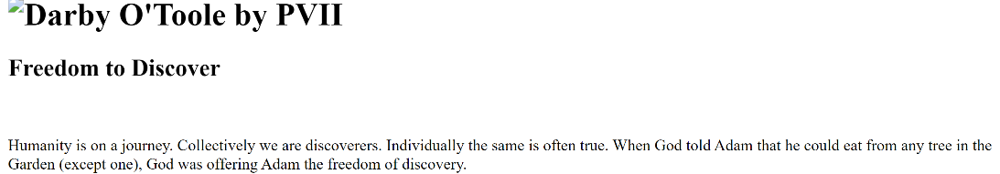 Darby O'Toole by PVII
Freedom to Discover
Humanity is on a journey. Collectively we are discoverers. Individually the same is often true. When God told Adam that he could eat from any tree in the
Garden (except one), God was offering Adam the freedom of discovery.